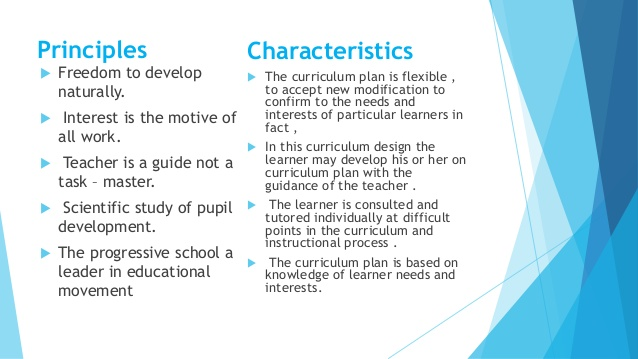 Principles
Freedom to develop
naturally.
Interest is the motive of
all work.
Teacher is a guide not a
task – master.
Scientific study of pupil
development.
The progressive school a
leader in educational
movement
Characteristics
The curriculum plan is flexible ,
to accept new modification to
confirm to the needs and
interests of particular learners in
fact ,
In this curriculum design the
learner may develop his or her on
curriculum plan with the
guidance of the teacher .
The learner is consulted and
tutored individually at difficult
points in the curriculum and
instructional process .
The curriculum plan is based on
knowledge of learner needs and
interests.